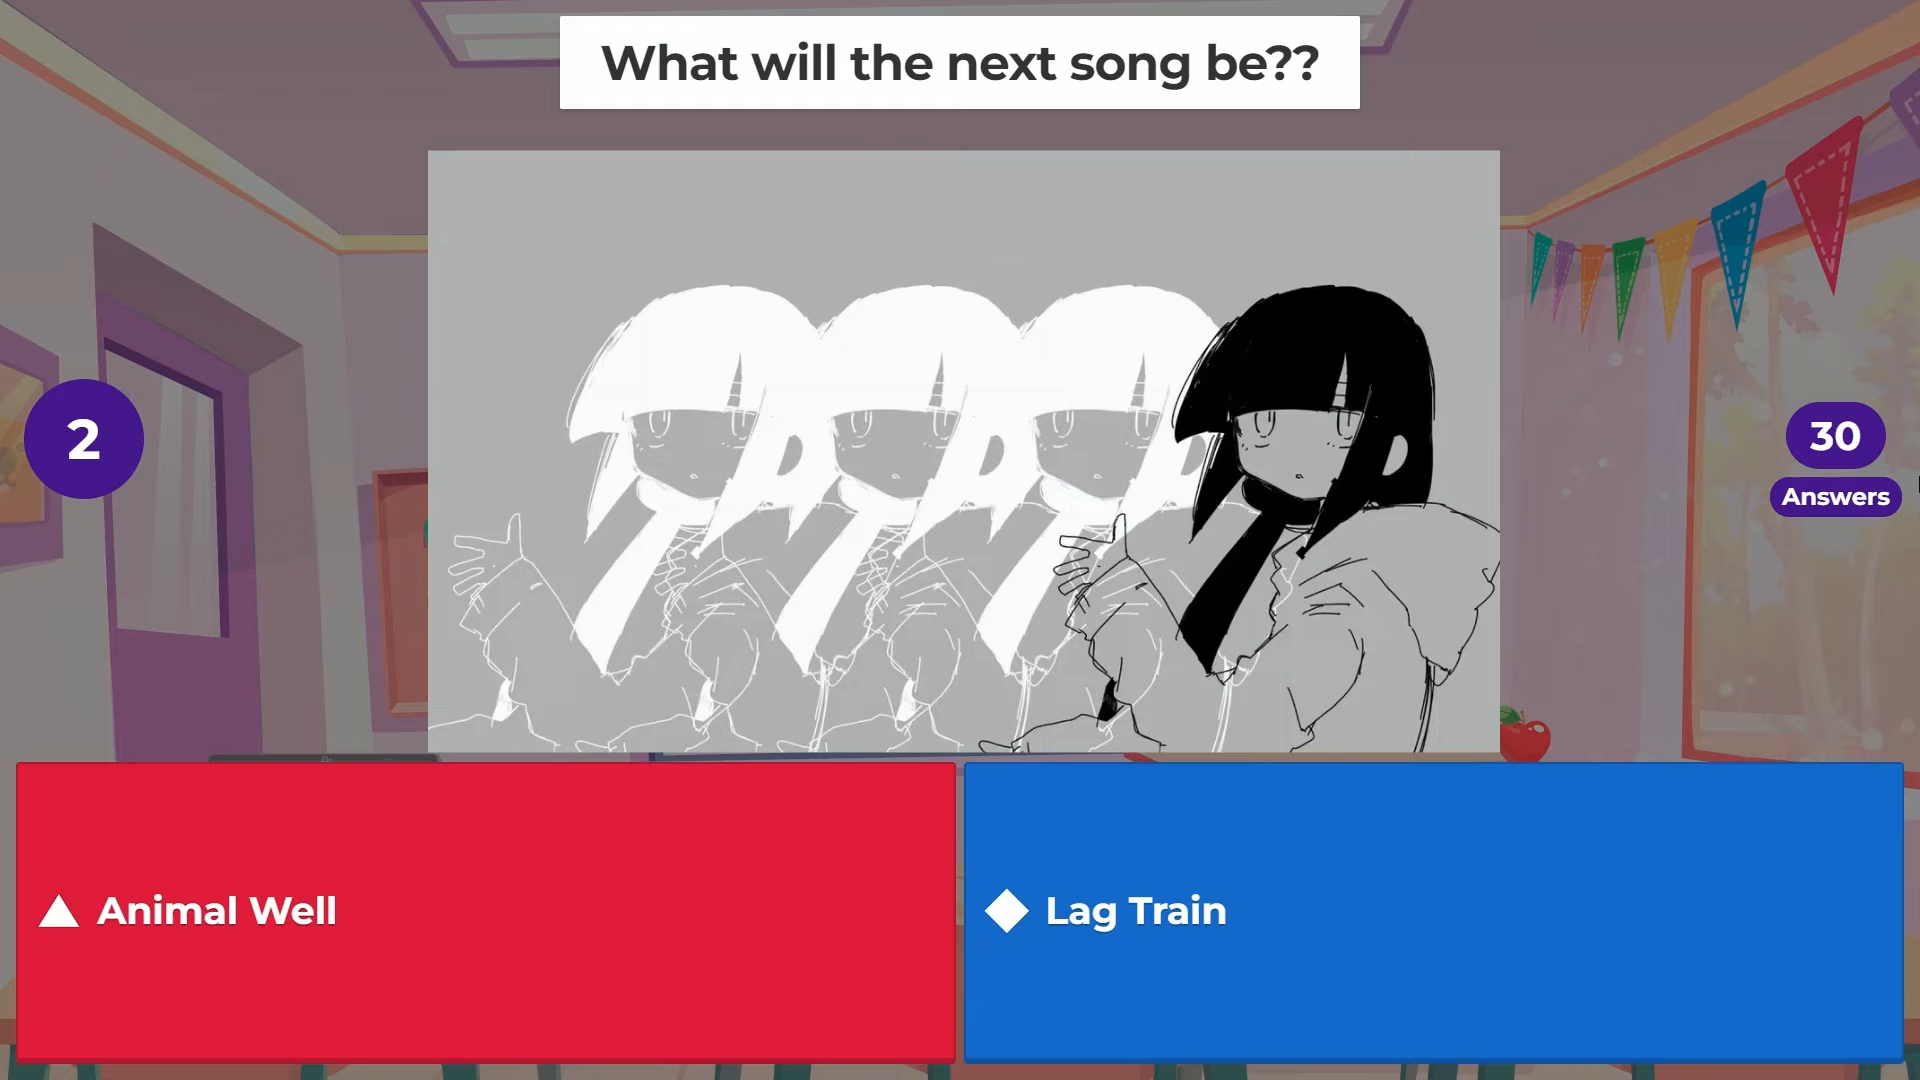 What will the next song be??
2
30
Answers
Animal Well
Lag Train